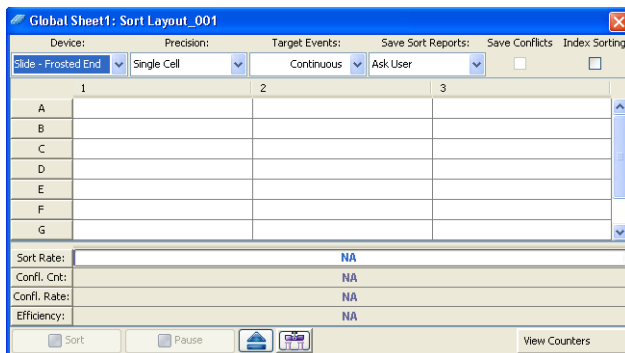 Global Sheet1: Sort Layout_001
Device: Precision: Target Events: Save Sort Reports: Save Conflicts Index Sorting
Slide - Frosted End Single Cell Continuous Ask User
1 2 3
A
B
C
D
E
F
G
Sort Rate: NA
Confl. Cnt: NA
Confl. Rate: NA
Efficiency: NA
Sort Pause View Counters